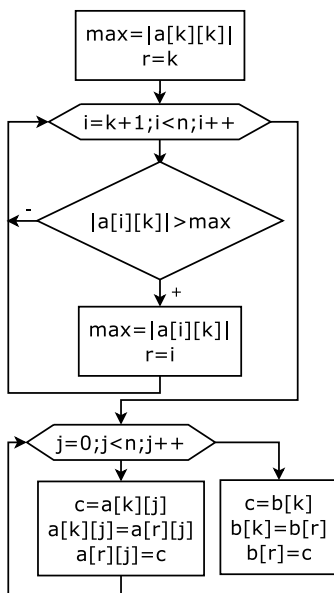 max=|a[k][k]|
r=k
i=k+1;i<n;i++
|a[i][k]|>max
-
+
max=|a[i][k]|
r=i
j=0;j<n;j++
c=a[k][j]
a[k][j]=a[r][j]
a[r][j]=c
c=b[k]
b[k]=b[r]
b[r]=c